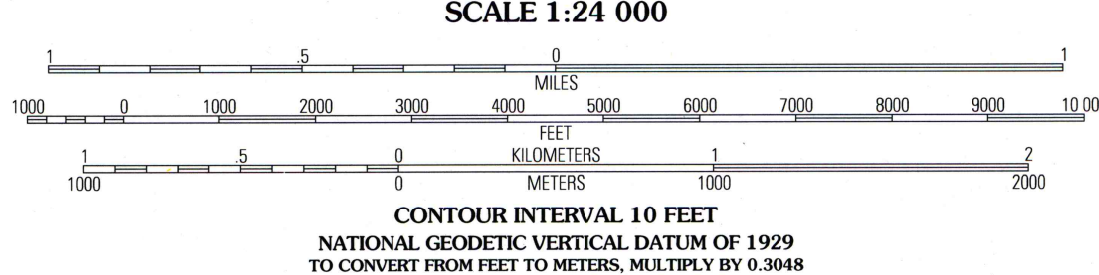 SCALE 1:24 000
1 .5 0 1
MILES
1000 0 1000 2000 3000 4000 5000 6000 7000 8000 9000 10 00
FEET
1 .5 0 KILOMETERS 1 2
1000 0 METERS 1000 2000
CONTOUR INTERVAL 10 FEET
NATIONAL GEODETIC VERTICAL DATUM OF 1929
TO CONVERT FROM FEET TO METERS, MULTIPLY BY 0.3048